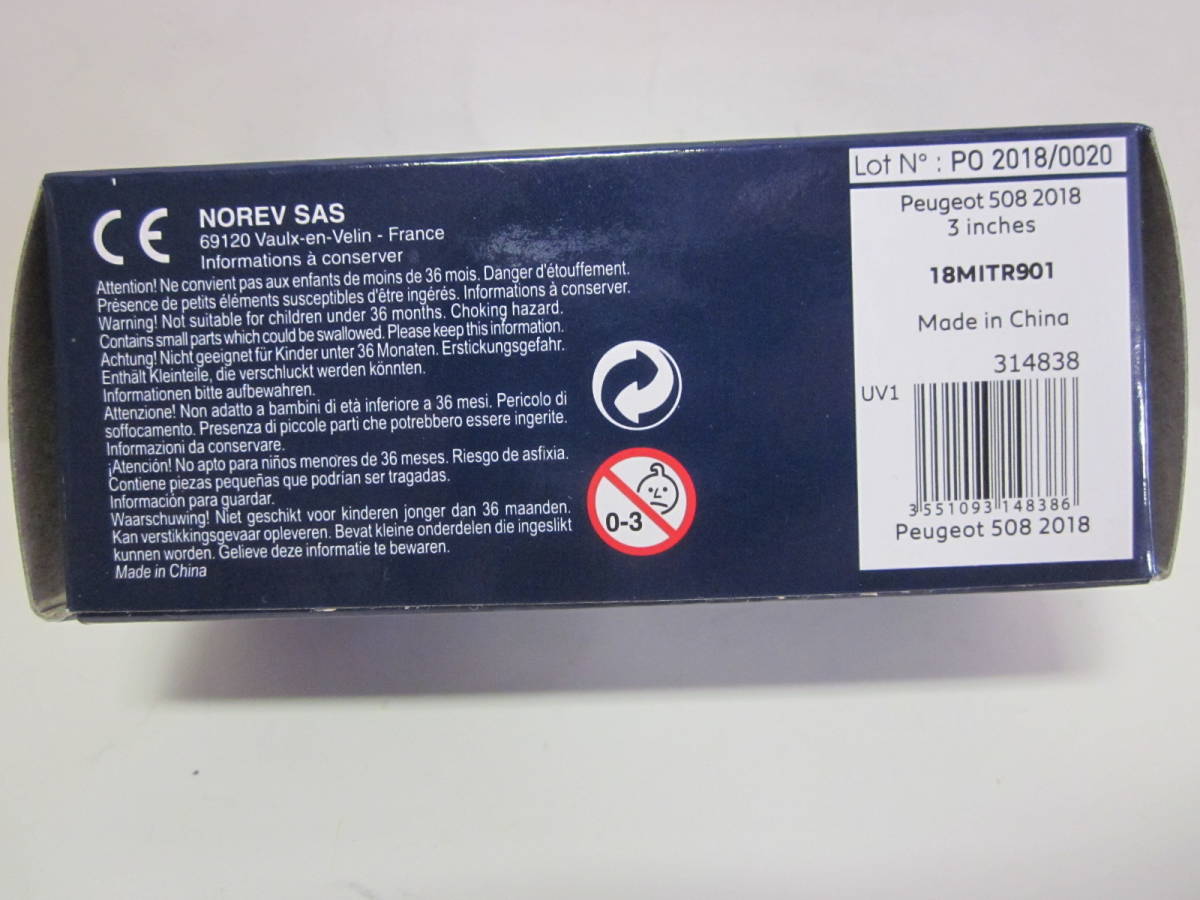 CE
NOREV SAS
69120 Vaulx-en-Velin - France
Informations à conserver
Attention! Ne convient pas aux enfants de moins de 36 mois. Danger d'étouffement.
Présence de petits éléments susceptibles d'être ingérés. Informations à conserver.
Warning! Not suitable for children under 36 months. Choking hazard.
Contains small parts which could be swallowed. Please keep this information.
Achtung! Nicht geeignet für Kinder unter 36 Monaten. Erstickungsgefahr.
Enthält Kleinteile, die verschluckt werden könnten.
Informationen bitte aufbewahren.
Attenzione! Non adatto a bambini di età inferiore a 36 mesi. Pericolo di
soffocamento. Presenza di piccole parti che potrebbero essere ingerite.
Informazioni da conservare.
¡Atención! No apto para niños menores de 36 meses. Riesgo de asfixia.
Contiene piezas pequeñas que podrían ser tragadas.
Información para guardar.
Waarschuwing! Niet geschikt voor kinderen jonger dan 36 maanden.
Kan verstikkingsgevaar opleveren. Bevat kleine onderdelen die ingeslikt
kunnen worden. Gelieve deze informatie te bewaren.
Made in China
0-3
Lot N° : PO 2018/0020
Peugeot 508 2018
3 inches
18MITR901
Made in China
314838
UV1
3 551093 148386
Peugeot 508 2018